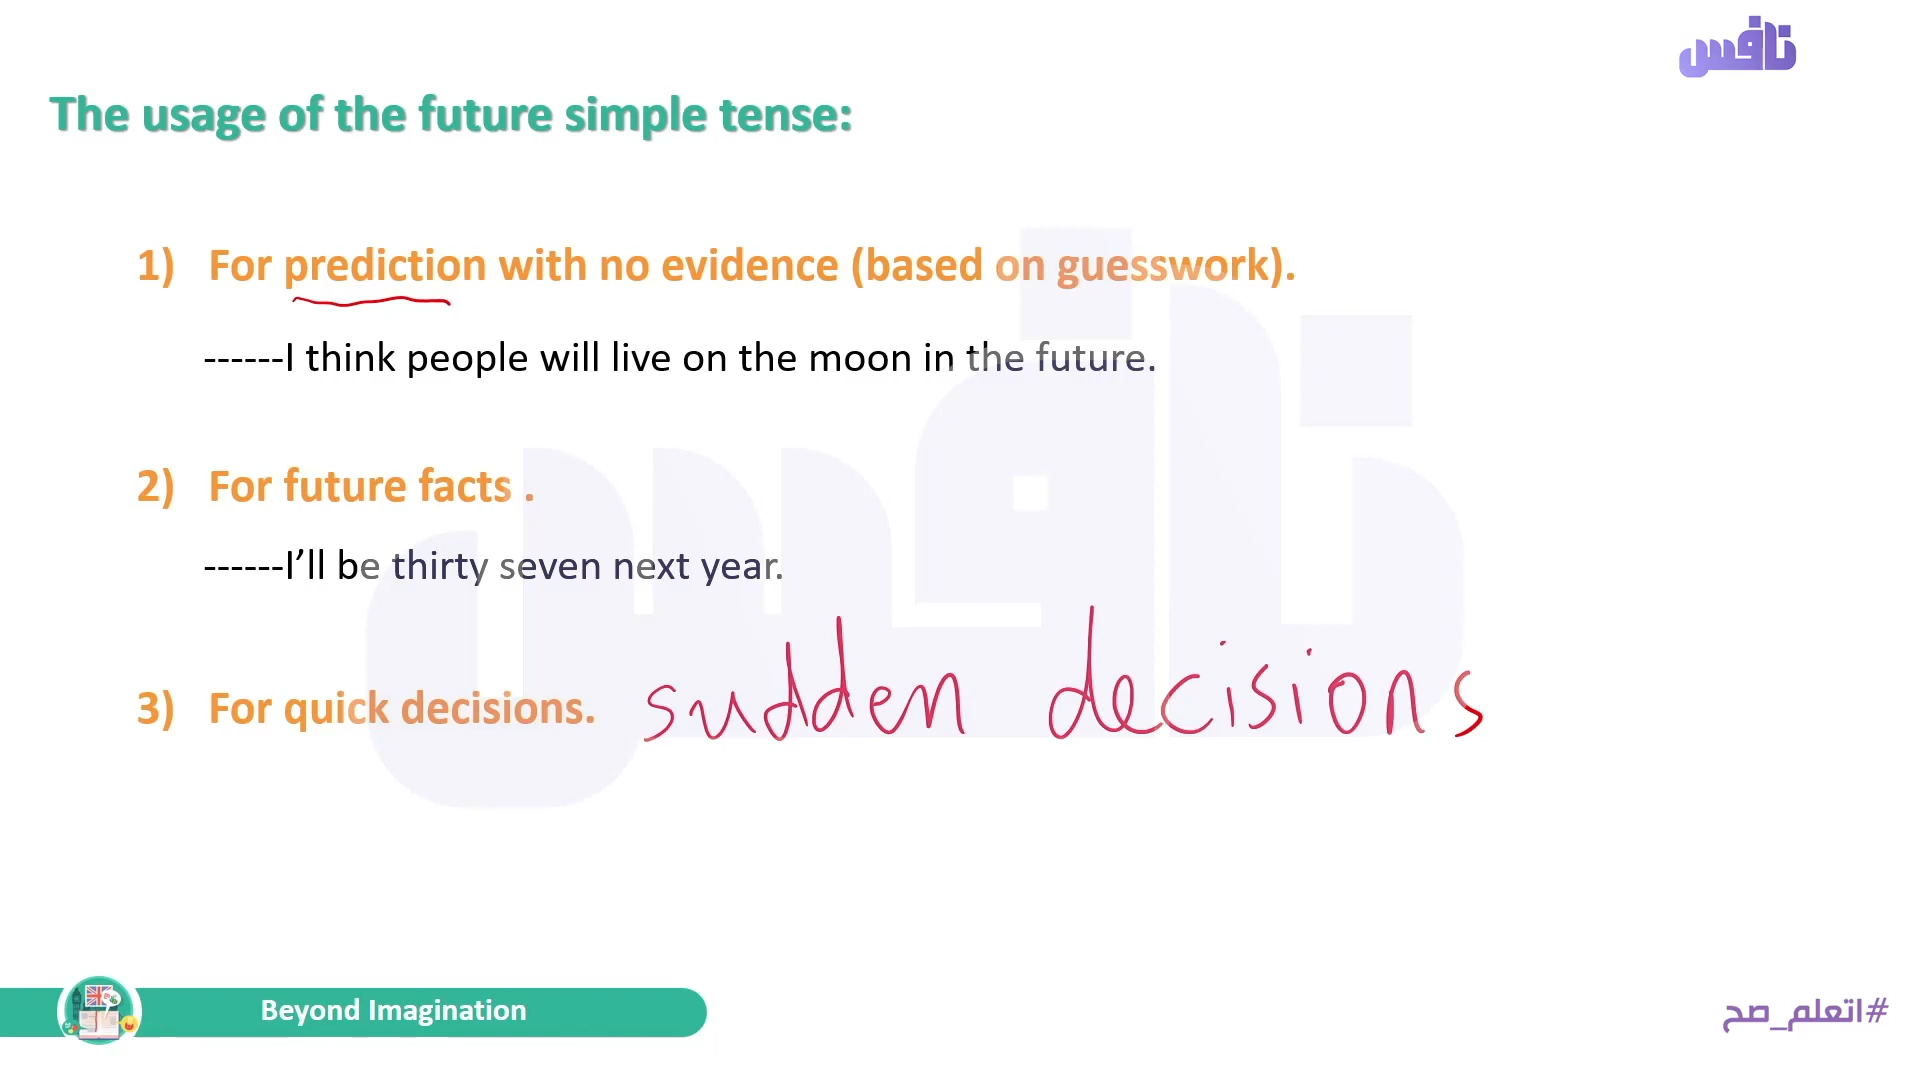 نافس
The usage of the future simple tense:
1) For prediction with no evidence (based on guesswork).
------I think people will live on the moon in the future.
2) For future facts .
------I’ll be thirty seven next year.
3) For quick decisions. sudden decisions
Beyond Imagination
#اتعلم_صح